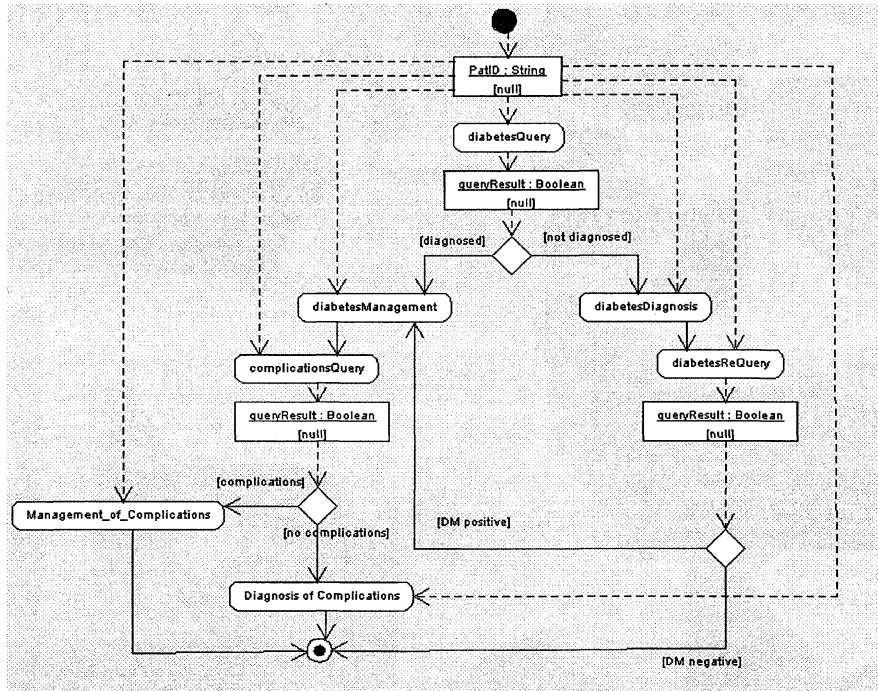 PatID : String
[null]
diabetesQuery
queryResult : Boolean
[null]
[diagnosed]
[not diagnosed]
diabetesManagement
diabetesDiagnosis
complicationsQuery
diabetesReQuery
queryResult : Boolean
[null]
queryResult : Boolean
[null]
[complications]
Management_of_Complications
[no complications]
[DM positive]
Diagnosis of Complications
[DM negative]